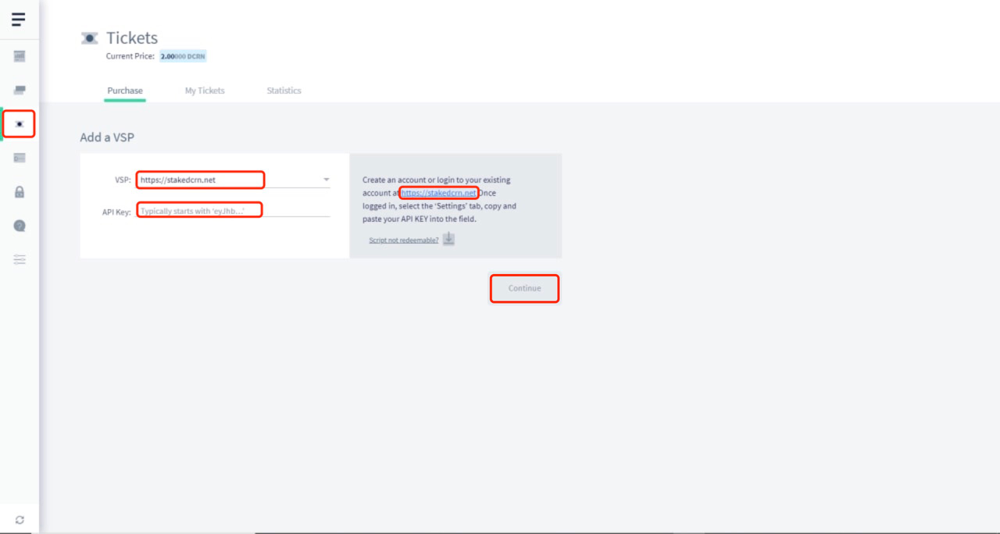 Tickets
Current Price: 2.00000 DCRN
Purchase My Tickets Statistics
Add a VSP
VSP: https://stakedcrn.net
API Key: Typically starts with 'eyJhb...'
Create an account or login to your existing
account at https://stakedcrn.net Once
logged in, select the 'Settings' tab, copy and
paste your API KEY into the field.
Script not redeemable?
Continue